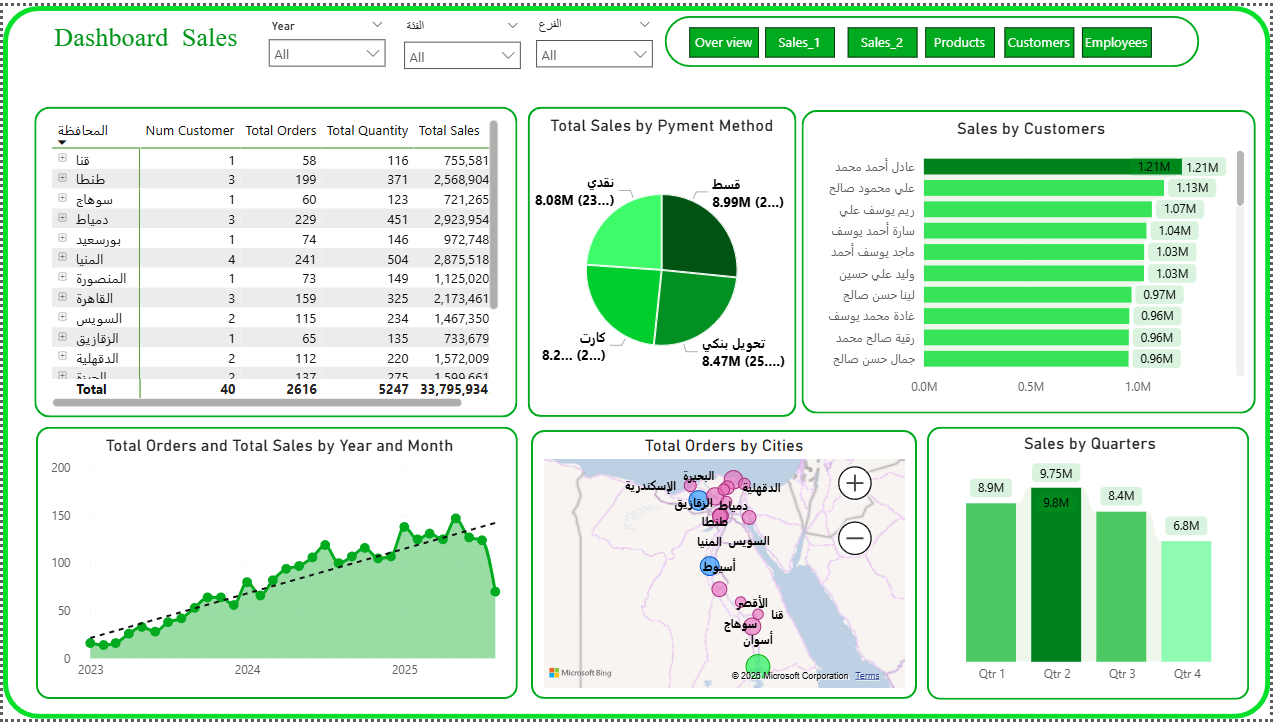 Dashboard Sales
Year
All
الفئة
All
الفرع
All
Over view
Sales_1
Sales_2
Products
Customers
Employees
المحافظة Num Customer Total Orders Total Quantity Total Sales
قنا 1 58 116 755,581
طنطا 3 199 371 2,598,904
سوهاج 1 60 123 721,265
دمياط 3 229 451 2,923,954
بورسعيد 1 74 146 972,748
المنيا 4 241 504 2,875,518
المنصورة 1 73 149 1,125,020
القاهرة 3 159 325 2,173,461
السويس 2 115 234 1,467,350
الزقازيق 1 65 135 733,679
الدقهلية 2 112 220 1,572,009
الجيزة 2 137 275 1,599,661
Total 40 2616 5247 33,795,934
Total Sales by Pyment Method
نقدي
8.08M (23...)
قسط
8.99M (2...)
كارت
8.2... (2...)
تحويل بنكي
8.47M (25....)
Sales by Customers
عادل أحمد محمد 1.21M 1.21M
علي محمود صالح 1.13M
ريم يوسف علي 1.07M
سارة أحمد يوسف 1.04M
ماجد يوسف أحمد 1.03M
وليد علي حسين 1.03M
لينا حسن صالح 0.97M
غادة محمد يوسف 0.96M
رقية صالح محمد 0.96M
جمال حسن صالح 0.96M
0.0M 0.5M 1.0M
Total Orders and Total Sales by Year and Month
200
150
100
50
0
2023 2024 2025
Total Orders by Cities
البحيرة
الإسكندرية
الدقهلية
الزقازيق
دمياط
طنطا
المنيا
السويس
أسيوط
الأقصر
قنا
سوهاج
أسوان
Microsoft Bing
Microsoft Corporation Terms
Sales by Quarters
8.9M
9.75M
9.8M
8.4M
6.8M
Qtr 1 Qtr 2 Qtr 3 Qtr 4